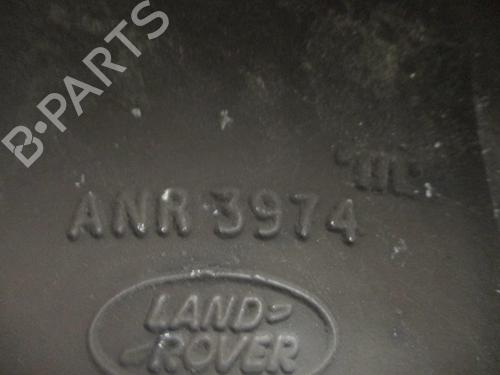 B-PARTS
ANR 3974
LAND-
-ROVER